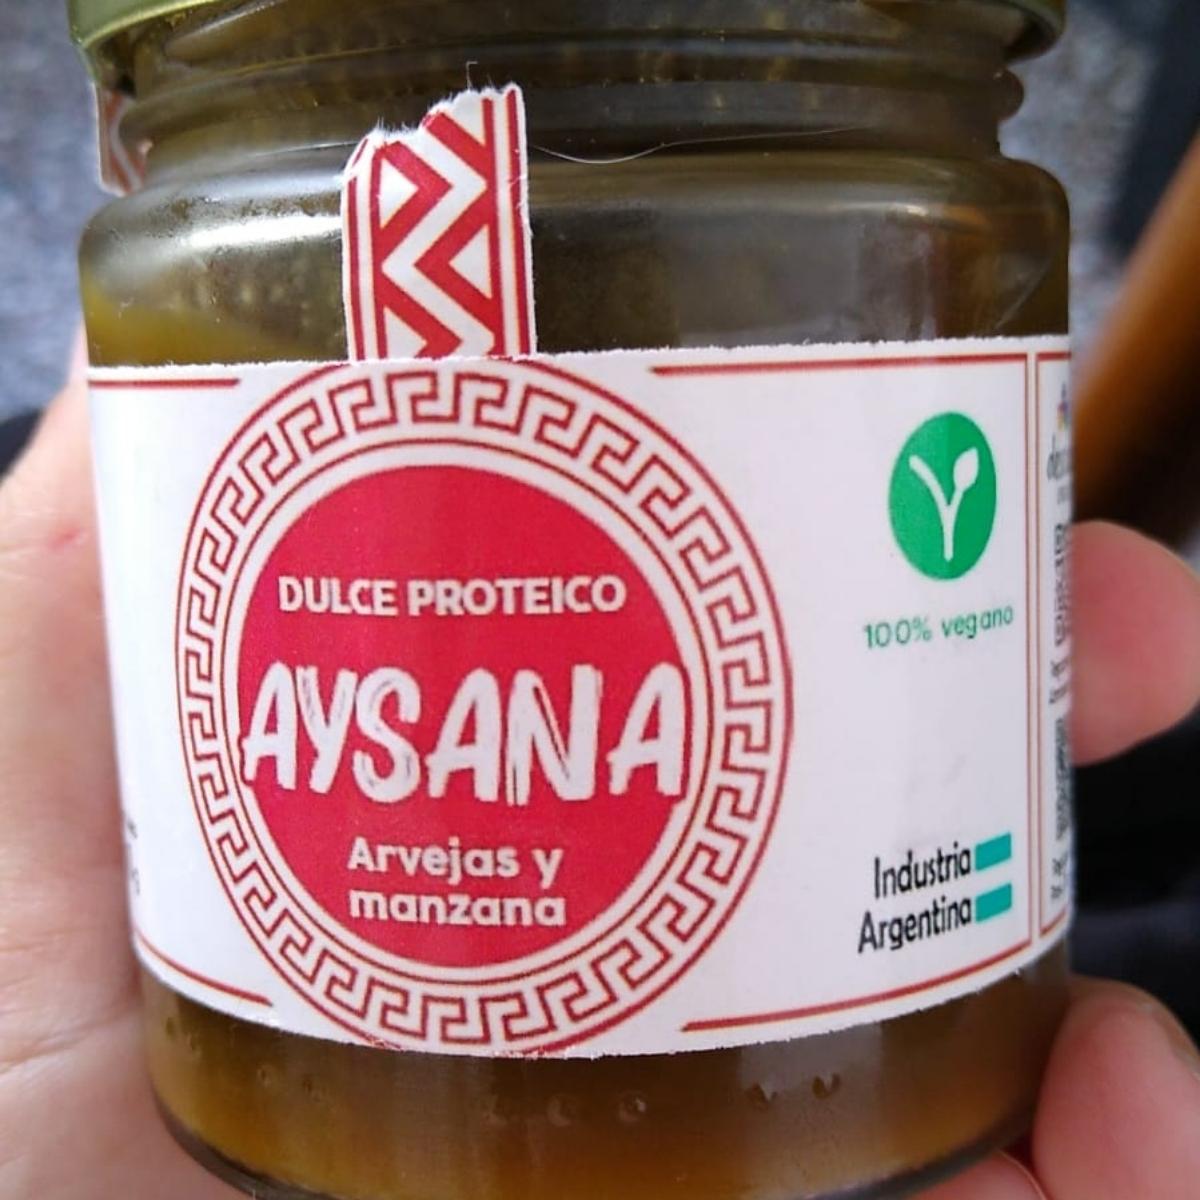 DULCE PROTEICO
AYSANA
Arvejas y
manzana
100% vegano
Industria
Argentina